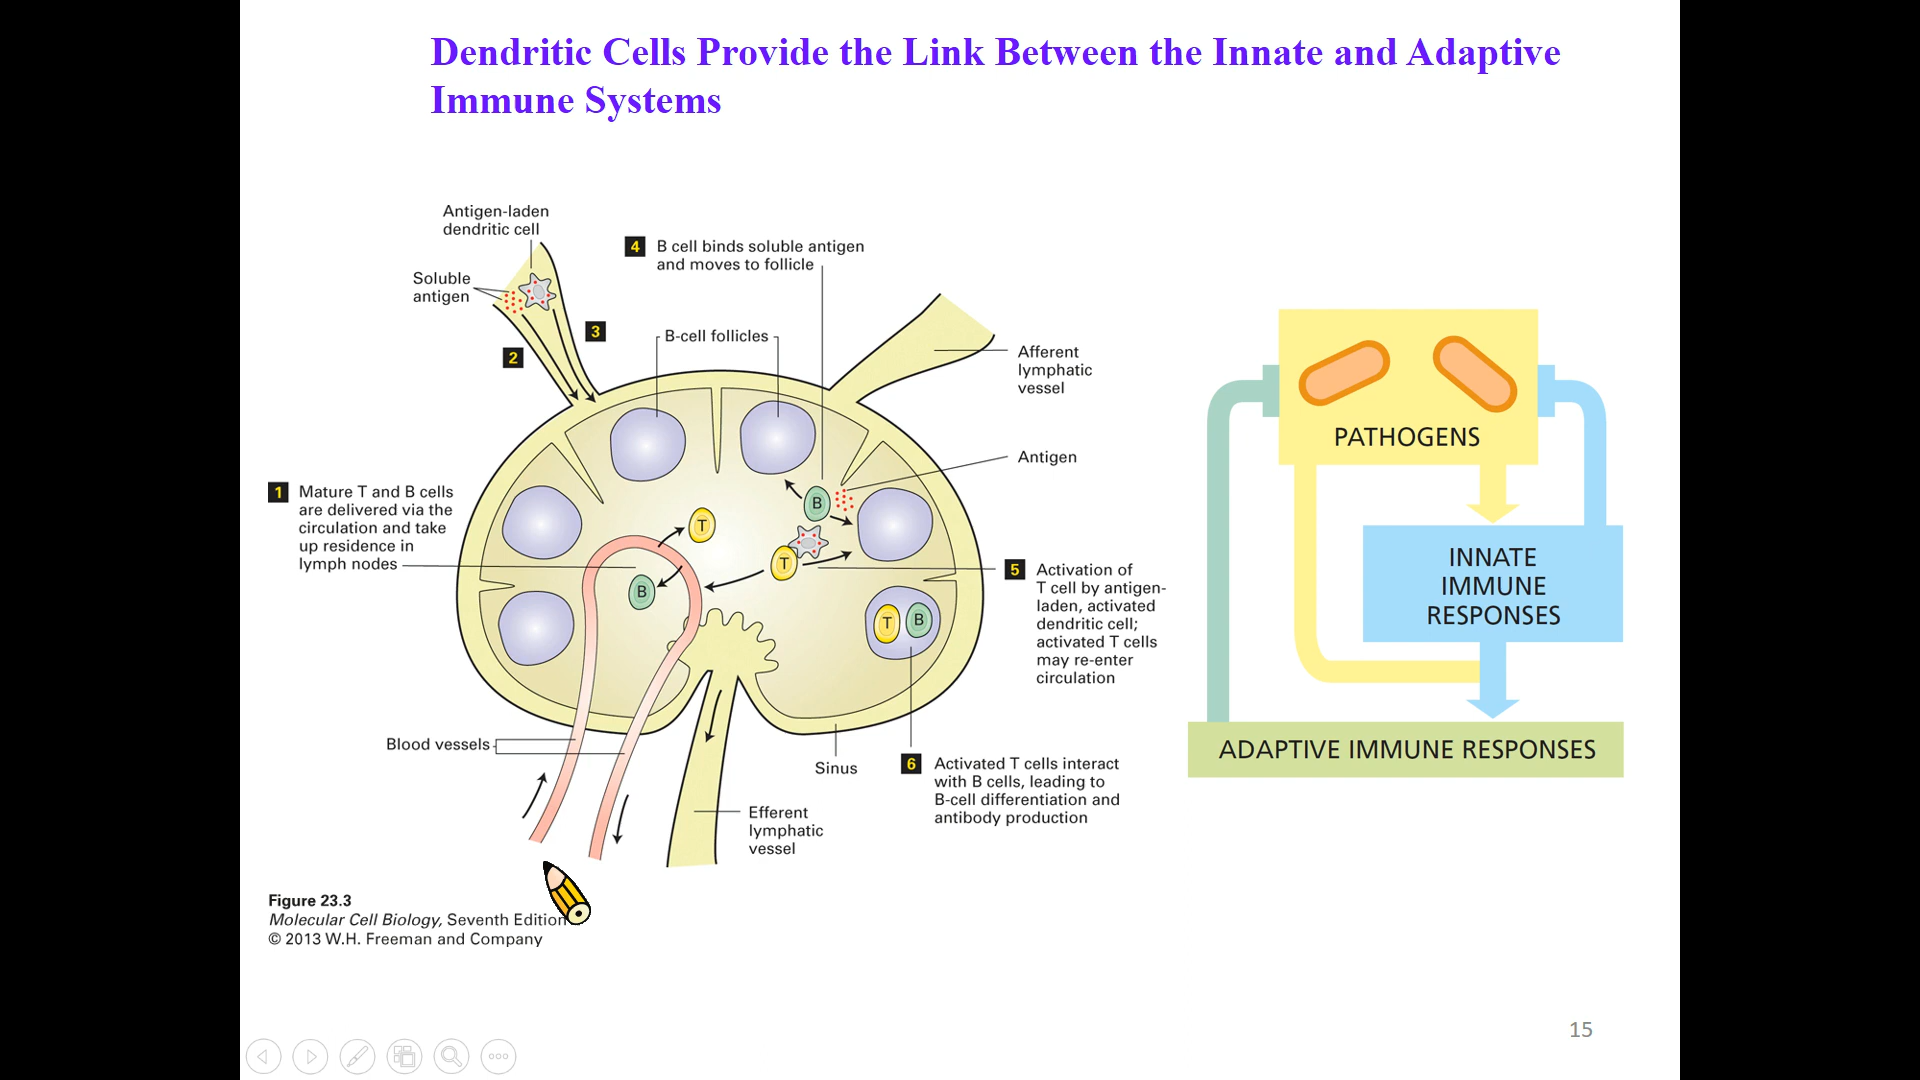 Dendritic Cells Provide the Link Between the Innate and Adaptive
Immune Systems
Antigen-laden
dendritic cell
Soluble
antigen
2
3
4 B cell binds soluble antigen
and moves to follicle
B-cell follicles
Afferent
lymphatic
vessel
Antigen
1 Mature T and B cells
are delivered via the
circulation and take
up residence in
lymph nodes
B
T
T
B
T
B
5 Activation of
T cell by antigen-
laden, activated
dendritic cell;
activated T cells
may re-enter
circulation
Blood vessels
Sinus
6 Activated T cells interact
with B cells, leading to
B-cell differentiation and
antibody production
Efferent
lymphatic
vessel
PATHOGENS
INNATE
IMMUNE
RESPONSES
ADAPTIVE IMMUNE RESPONSES
Figure 23.3
Molecular Cell Biology, Seventh Edition
© 2013 W.H. Freeman and Company
15